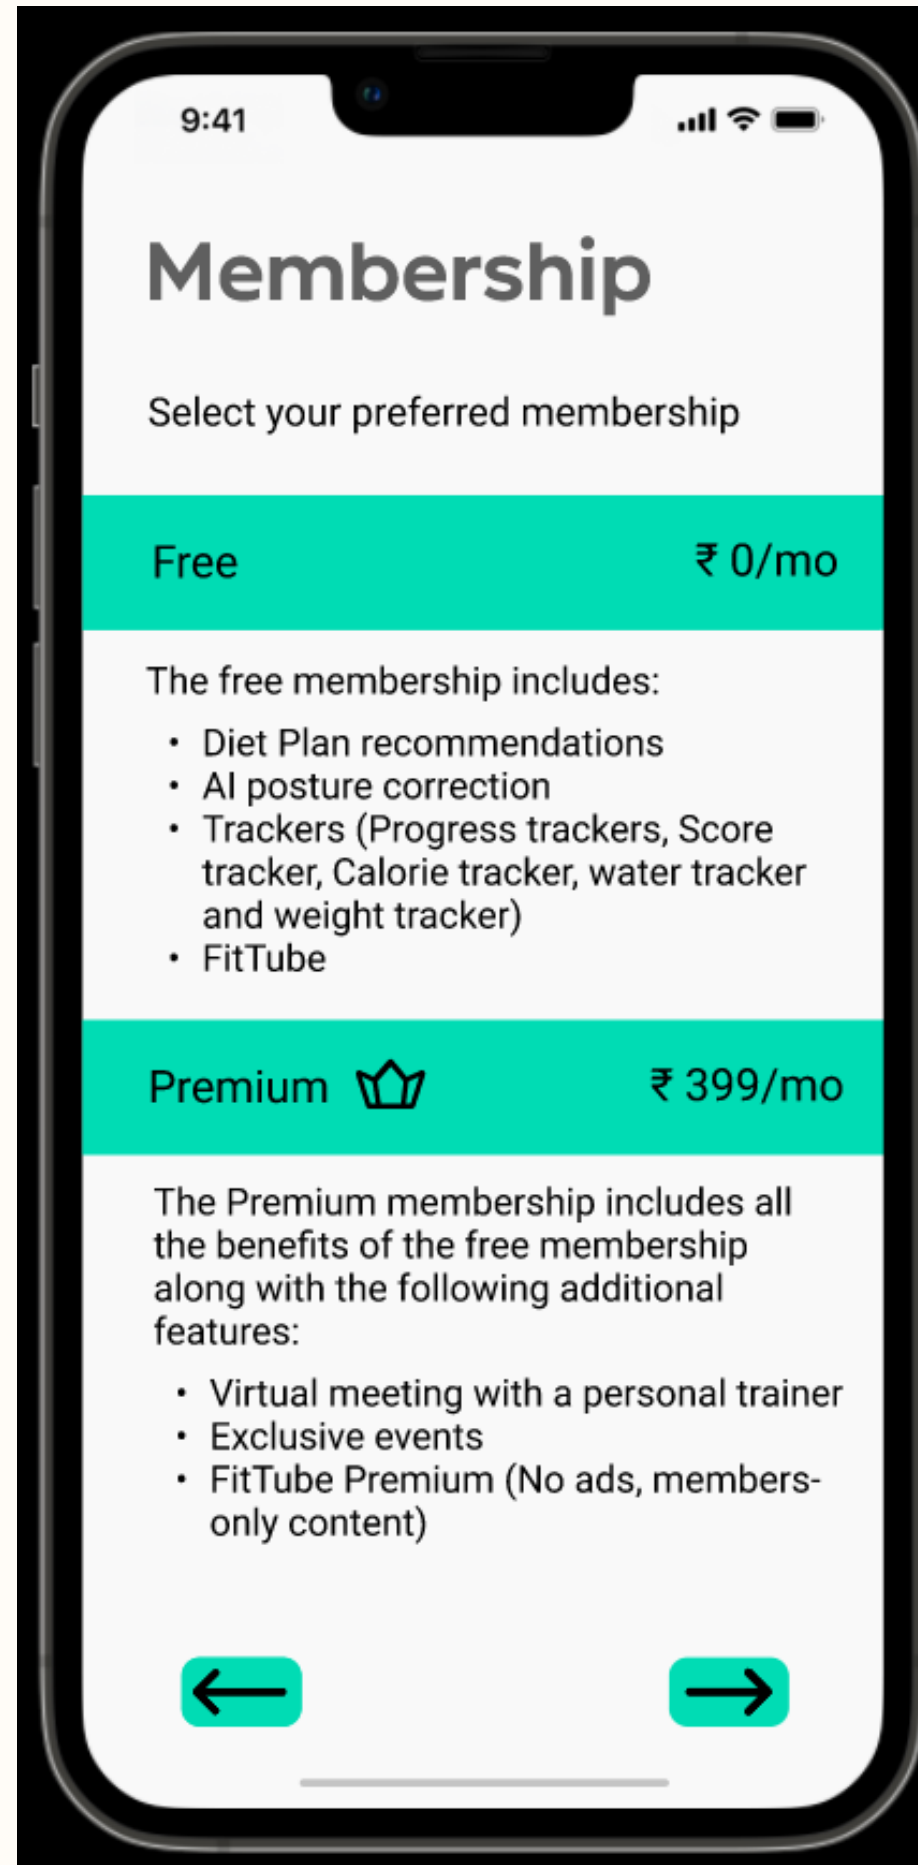 9:41
Membership
Select your preferred membership
Free ₹ 0/mo
The free membership includes:
• Diet Plan recommendations
• AI posture correction
• Trackers (Progress trackers, Score
tracker, Calorie tracker, water tracker
and weight tracker)
• FitTube
Premium ₹ 399/mo
The Premium membership includes all
the benefits of the free membership
along with the following additional
features:
• Virtual meeting with a personal trainer
• Exclusive events
• FitTube Premium (No ads, members-
only content)